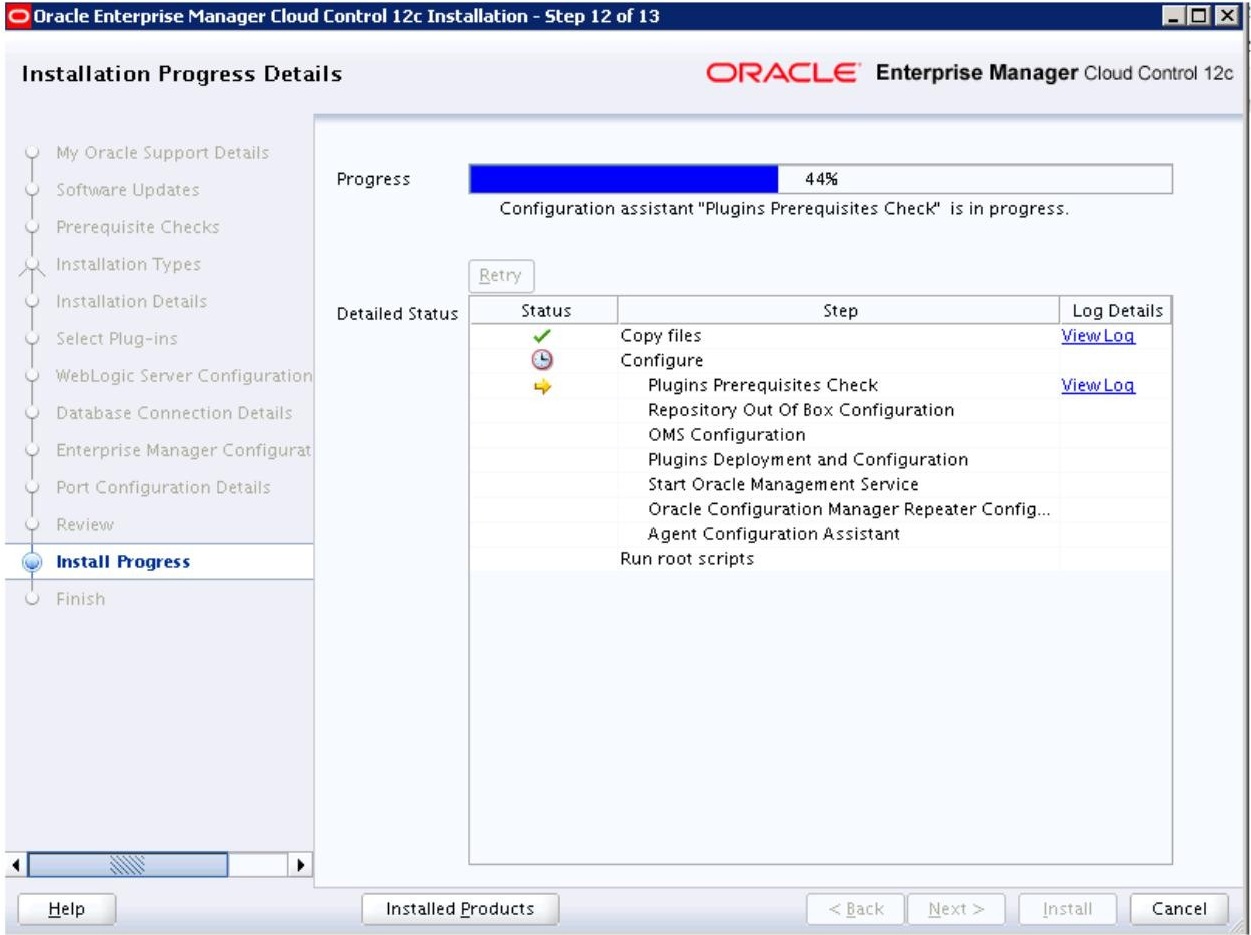 Oracle Enterprise Manager Cloud Control 12c Installation - Step 12 of 13
Installation Progress Details
ORACLE Enterprise Manager Cloud Control 12c
My Oracle Support Details
Software Updates
Prerequisite Checks
Installation Types
Installation Details
Select Plug-ins
WebLogic Server Configuration
Database Connection Details
Enterprise Manager Configurat
Port Configuration Details
Review
Install Progress
Finish
Progress
44%
Configuration assistant "Plugins Prerequisites Check" is in progress.
Retry
Detailed Status
Status Step Log Details
Copy files View Log
Configure
Plugins Prerequisites Check View Log
Repository Out Of Box Configuration
OMS Configuration
Plugins Deployment and Configuration
Start Oracle Management Service
Oracle Configuration Manager Repeater Config...
Agent Configuration Assistant
Run root scripts
Help Installed Products < Back Next > Install Cancel